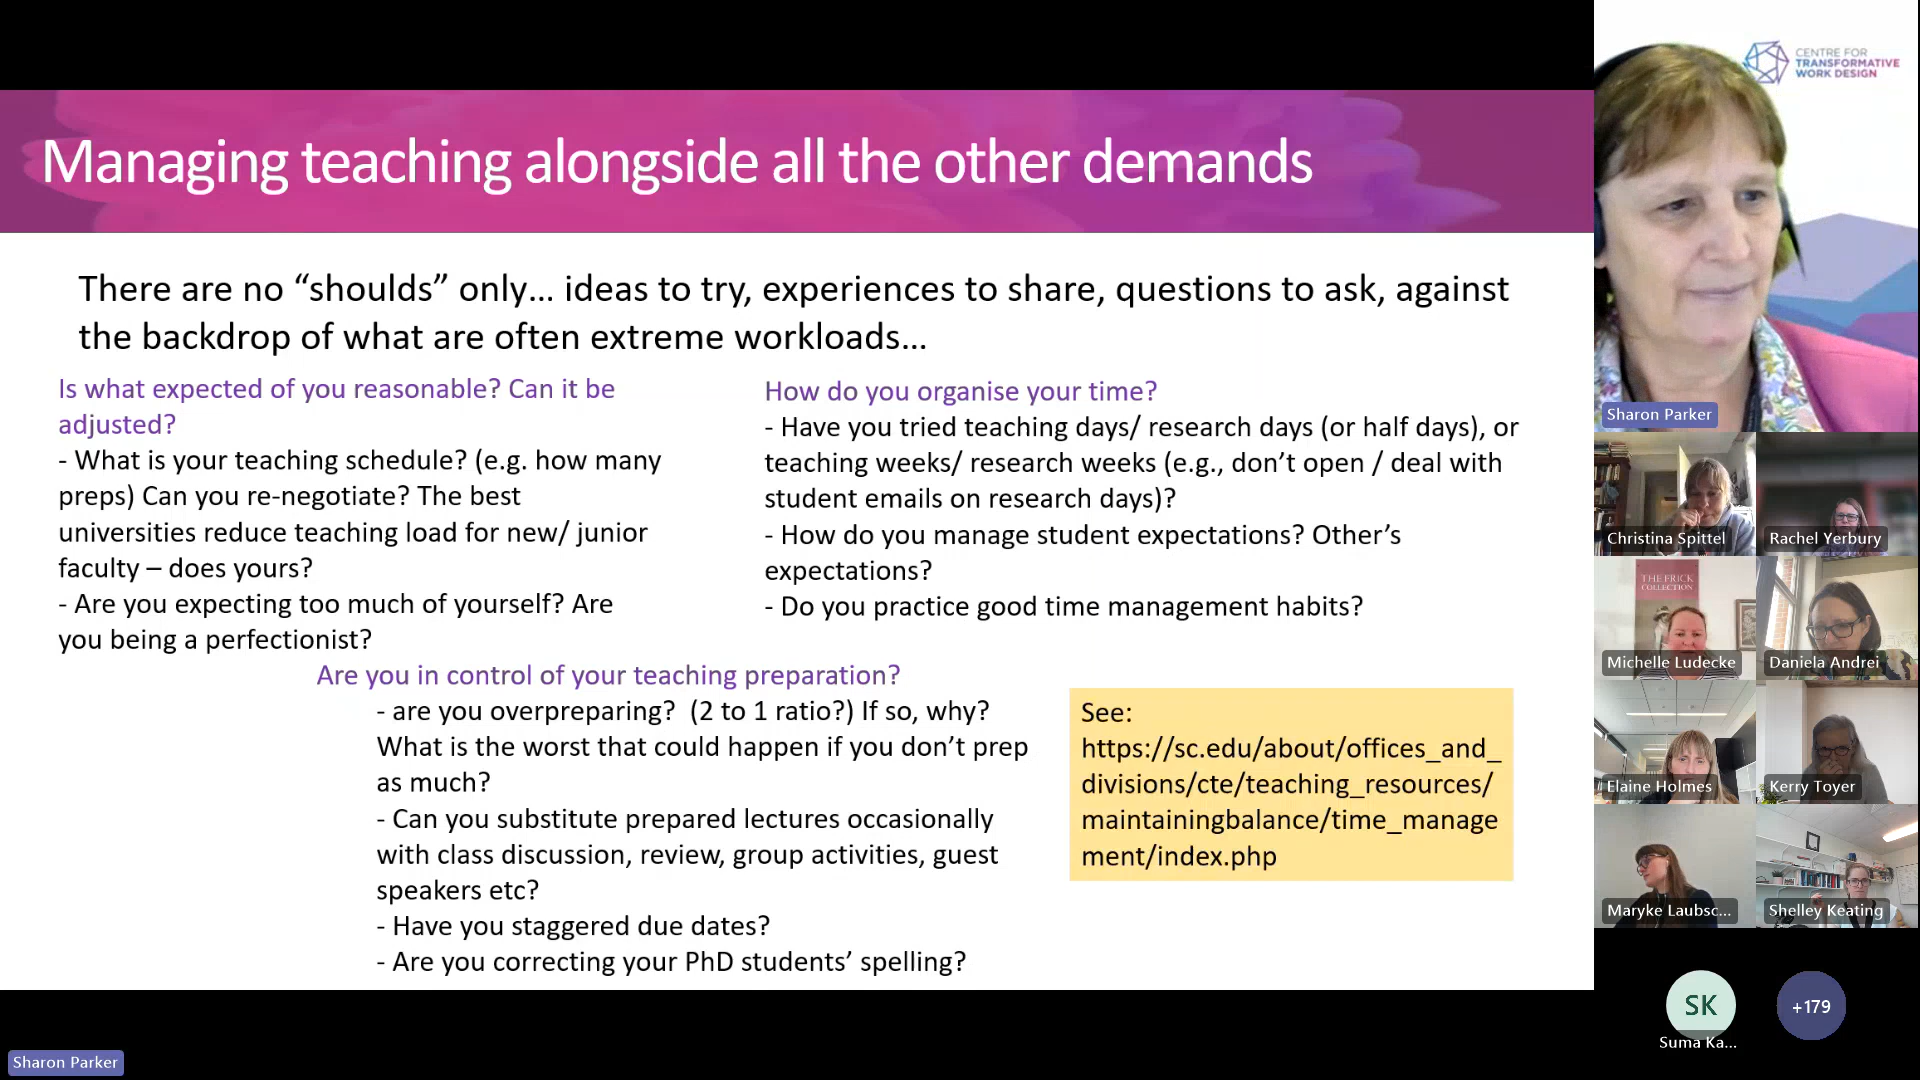 Managing teaching alongside all the other demands
There are no “shoulds” only... ideas to try, experiences to share, questions to ask, against
the backdrop of what are often extreme workloads...
Is what expected of you reasonable? Can it be
adjusted?
- What is your teaching schedule? (e.g. how many
preps) Can you re-negotiate? The best
universities reduce teaching load for new/ junior
faculty – does yours?
- Are you expecting too much of yourself? Are
you being a perfectionist?
How do you organise your time?
- Have you tried teaching days/ research days (or half days), or
teaching weeks/ research weeks (e.g., don’t open / deal with
student emails on research days)?
- How do you manage student expectations? Other’s
expectations?
- Do you practice good time management habits?
Are you in control of your teaching preparation?
- are you overpreparing?  (2 to 1 ratio?) If so, why?
What is the worst that could happen if you don’t prep
as much?
- Can you substitute prepared lectures occasionally
with class discussion, review, group activities, guest
speakers etc?
- Have you staggered due dates?
- Are you correcting your PhD students’ spelling?
See:
https://sc.edu/about/offices_and_
divisions/cte/teaching_resources/
maintainingbalance/time_manage
ment/index.php
CENTRE FOR
TRANSFORMATIVE
WORK DESIGN
Sharon Parker
Christina Spittel
Rachel Yerbury
THE FRICK
COLLECTION
Michelle Ludecke
Daniela Andrei
Elaine Holmes
Kerry Toyer
Maryke Laubsc...
Shelley Keating
SK
+179
Suma Ka...
Sharon Parker